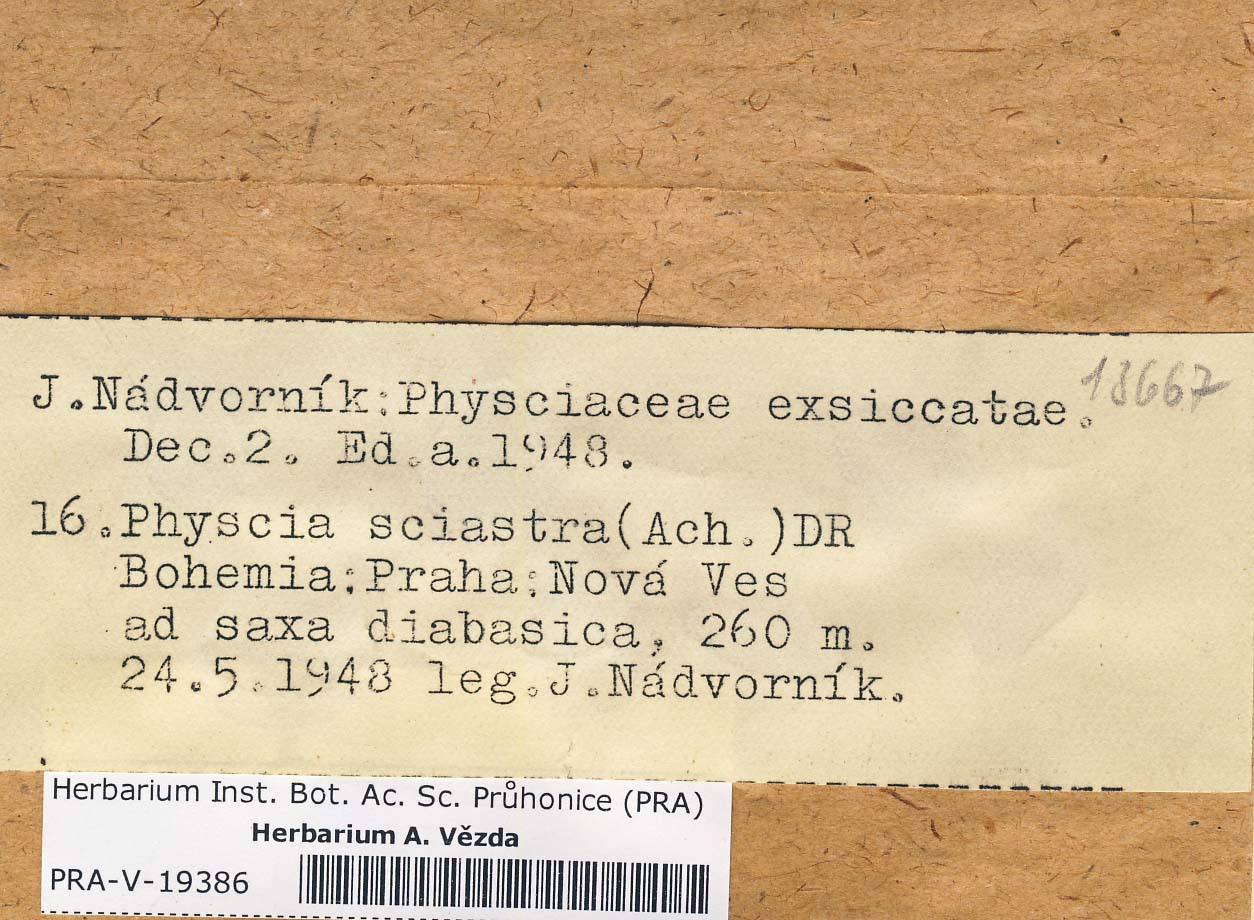 J.Nádvorník:Physciaceae exsiccatae.
18667
Dec.2. Ed.a.1948.
16.Physcia sciastra(Ach.)DR
Bohemia:Praha:Nová Ves
ad saxa diabasica, 260 m.
24.5.1948 leg.J.Nádvorník.
Herbarium Inst. Bot. Ac. Sc. Průhonice (PRA)
Herbarium A. Vězda
PRA-V-19386